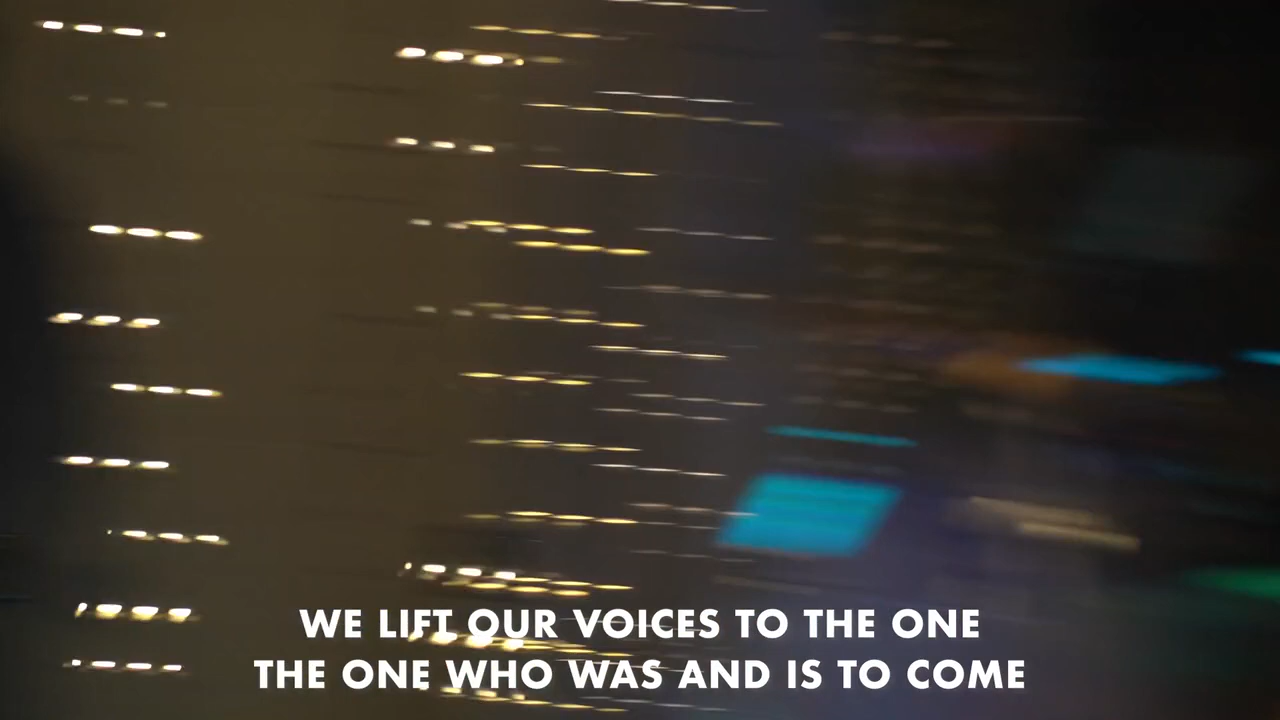 WE LIFT OUR VOICES TO THE ONE
THE ONE WHO WAS AND IS TO COME